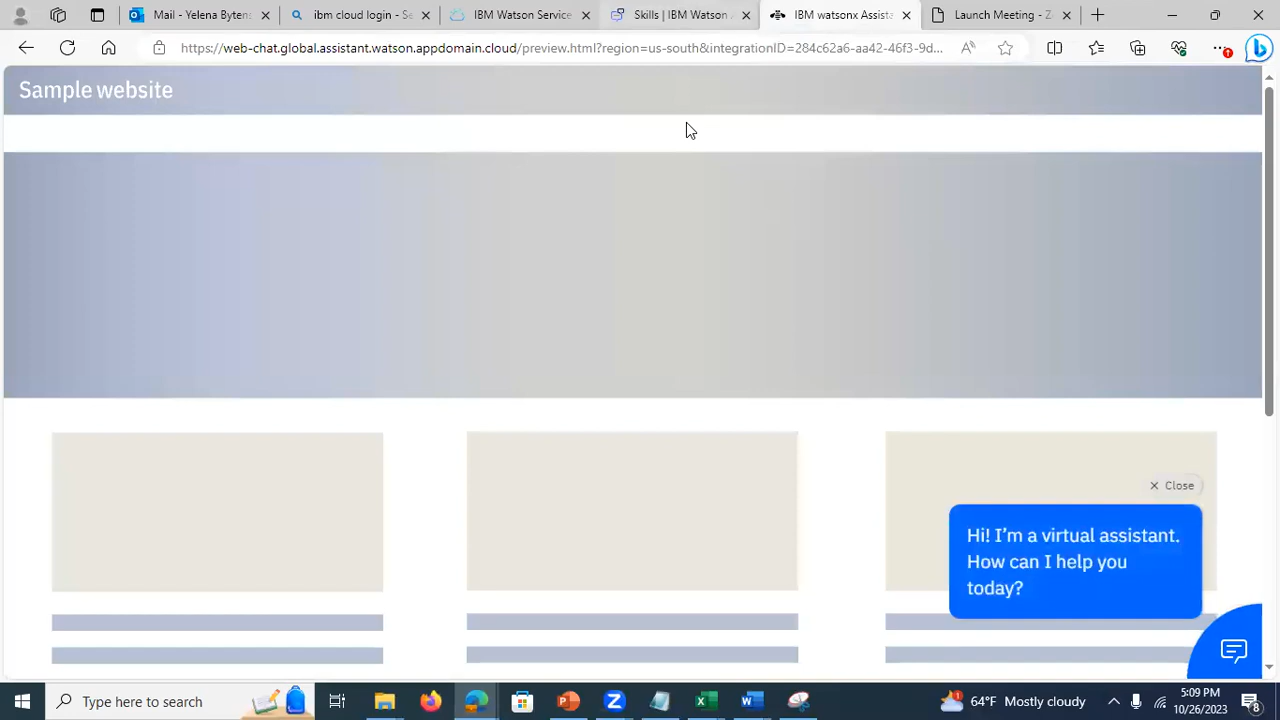 Mail - Yelena Bytens
ibm cloud login - Se
IBM Watson Service
Skills | IBM Watson A
IBM watsonx Assista
Launch Meeting - Z
https://web-chat.global.assistant.watson.appdomain.cloud/preview.html?region=us-south&integrationID=284c62a6-aa42-46f3-9d...
Sample website
Close
Hi! I'm a virtual assistant.
How can I help you
today?
Type here to search
64°F Mostly cloudy
5:09 PM
10/26/2023
8